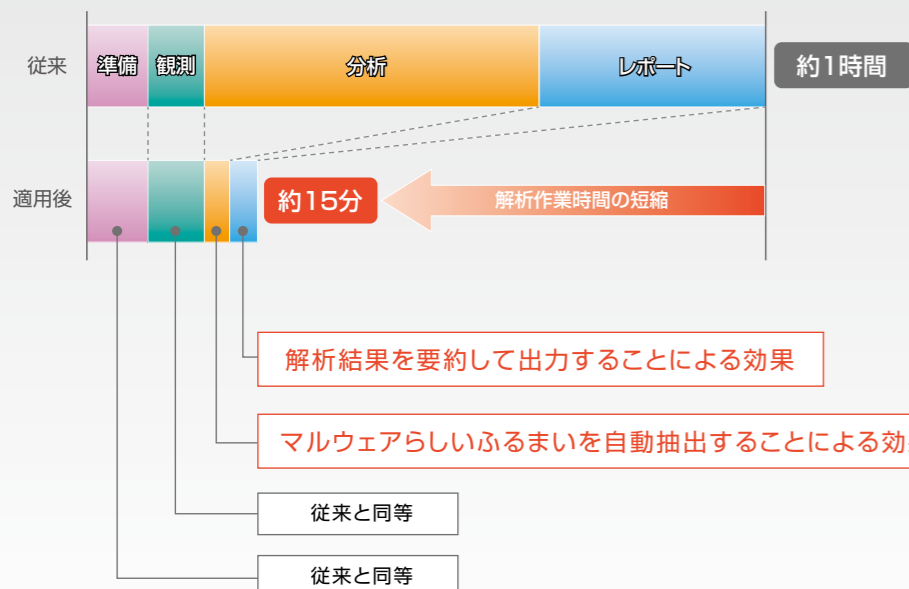 従来 準備 観測 分析 レポート 約1時間
適用後 約15分 解析作業時間の短縮
解析結果を要約して出力することによる効果
マルウェアらしいふるまいを自動抽出することによる効
従来と同等
従来と同等